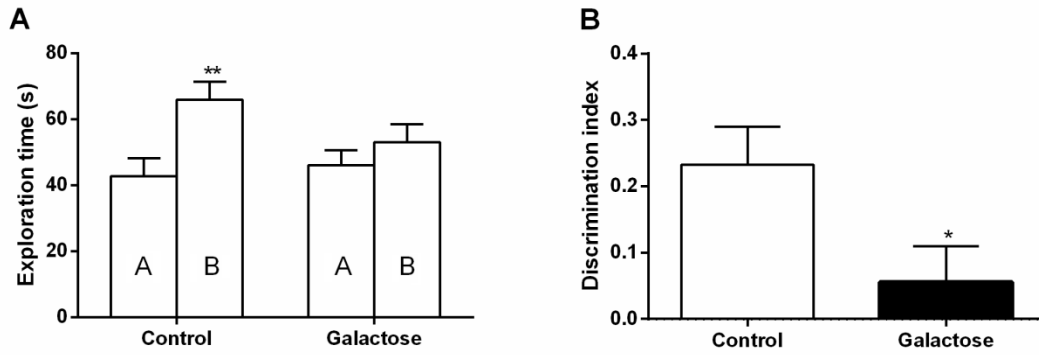 A
Exploration time (s)
80
60
40
20
0
**
A
B
A
B
Control
Galactose
B
Discrimination index
0.4
0.3
0.2
0.1
0.0
*
Control
Galactose